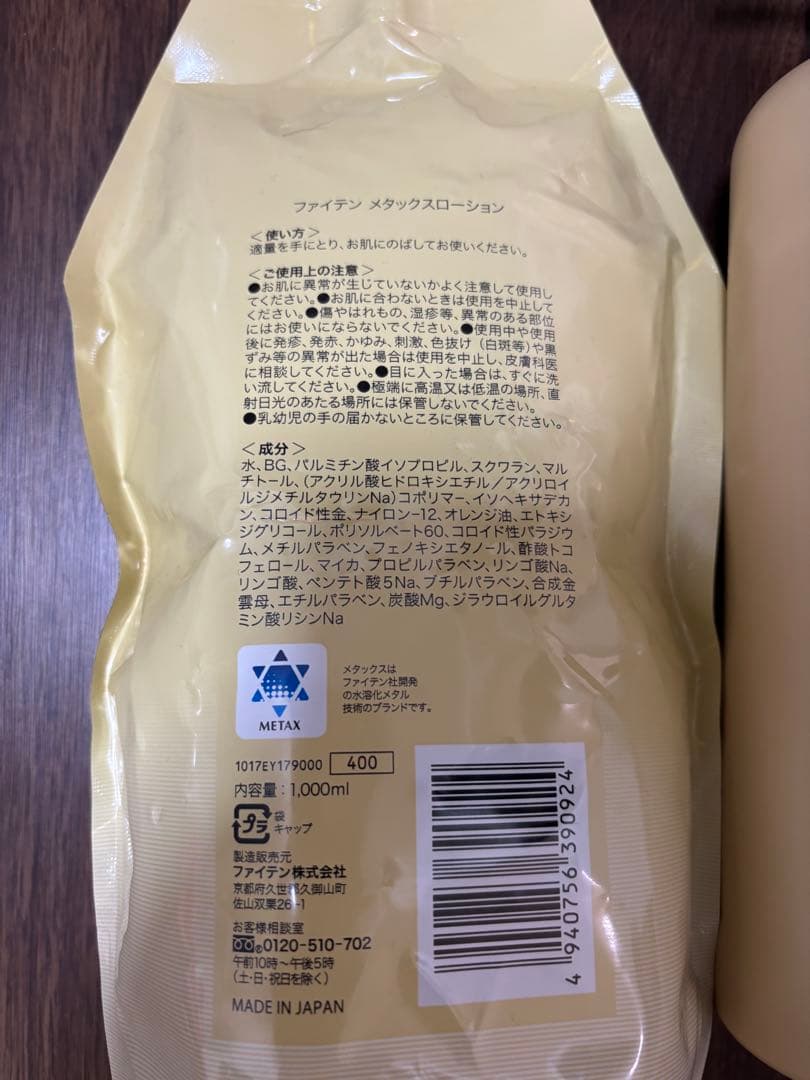 ファイテン メタックスローション
＜使い方＞
適量を手にとり、お肌にのばしてお使いください。
＜ご使用上の注意＞
●お肌に異常が生じていないかよく注意して使用し
てください。●お肌に合わないときは使用を中止して
ください。●傷やはれもの、湿疹等、異常のある部位
にはお使いにならないでください。●使用中や使用
後に発疹、発赤、かゆみ、刺激、色抜け（白斑等）や黒
ずみ等の異常が出た場合は使用を中止し、皮膚科医
に相談してください。●目に入った場合は、すぐに洗
い流してください。●極端に高温又は低温の場所、直
射日光のあたる場所には保管しないでください。
●乳幼児の手の届かないところに保管してください。
＜成分＞
水、BG、パルミチン酸イソプロピル、スクワラン、マル
チトール、（アクリル酸ヒドロキシエチル／アクリロイ
ルジメチルタウリンNa）コポリマー、イソヘキサデカ
ン、コロイド性金、ナイロン-12、オレンジ油、エトキシ
ジグリコール、ポリソルベート60、コロイド性パラジウ
ム、メチルパラベン、フェノキシエタノール、酢酸トコ
フェロール、マイカ、プロピルパラベン、リンゴ酸Na、
リンゴ酸、ペンテト酸5Na、ブチルパラベン、合成金
雲母、エチルパラベン、炭酸Mg、ジラウロイルグルタ
ミン酸リシンNa
METAX
メタックスは
ファイテン社開発
の水溶化メタル
技術のブランドです。
1017EY179000 400
内容量：1,000ml
プラ
袋
キャップ
製造販売元
ファイテン株式会社
京都府久世郡久御山町
佐山双栗26-1
お客様相談室
®0120-510-702
午前10時～午後5時
（土・日・祝日を除く）
MADE IN JAPAN
4 940756 390924